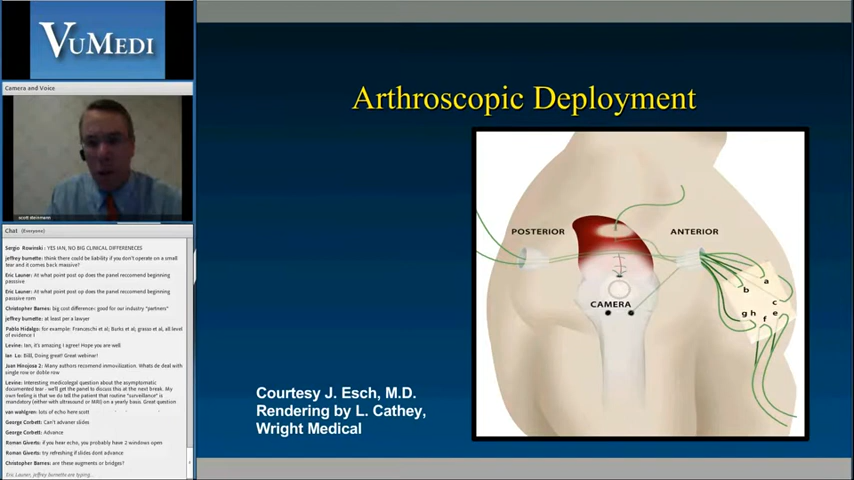 VUMEDI
Camera and Voice
scott steinmann
Chat (Everyone)
Sergio Rowinski: YES IAN, NO BIG CLINICAL DIFFERENECES
jeffrey burnette: think there could be liability if you don't operate on a small
tear and it comes back massive?
Eric Launer: At what point post op does the panel reccomend beginning
passive
Eric Launer: At what point post op does the panel reccomend beginning
passive rom
Christopher Barnes: big cost difference: good for our industry "partners"
jeffrey burnette: at least per a lawyer
Pablo Hidalgo: for example: Franceschi et al; Burks et al, grasso et al, all level
of evidence I
Levine: Ian, it's amazing I agree! Hope you are well
Ian Lo: Billl, Doing great! Great webinar!
Juan Hinojosa 2: Many authors recomend inmovilization. Whats de deal with
single row or doble row
Levine: Interesting medicolegal question about the asymptomatic
documented tear - we'll get the panel to discuss this at the next break. My
own feeling is that we do tell the patient that routine "surveillance" is
mandatory (either with ultrasound or MRI) on a yearly basis. Great question
van wahlgren: lots of echo here scott
George Corbett: Can't advaner slides
George Corbett: Advance
Roman Giverts: if you hear echo, you probably have 2 windows open
Roman Giverts: try refreshing if slides dont advance
Christopher Barnes: are these augments or bridges?
Eric Launer, jeffrey burnette are typing...
Arthroscopic Deployment
POSTERIOR
ANTERIOR
CAMERA
a
b
c
g h
e
f
Courtesy J. Esch, M.D.
Rendering by L. Cathey,
Wright Medical